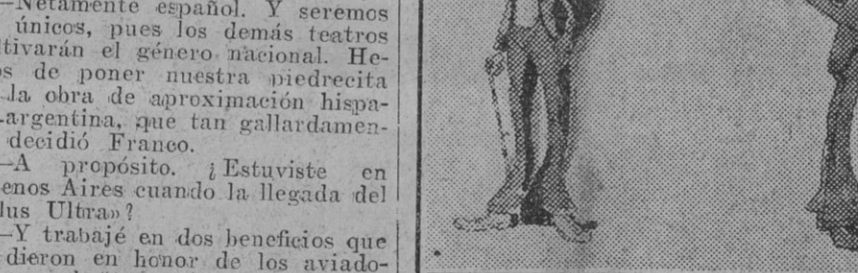 —Netamente español. Y seremos
únicos, pues los demás teatros
tivarán el género nacional. He-
s de poner nuestra piedrecita
la obra de aproximación hispa-
argentina, que tan gallardamen-
decidió Franco.
—A propósito. ¿Estuviste en
enos Aires cuando la llegada del
lus Ultra»?
—Y trabajé en dos beneficios que
dieron en honor de los aviado-